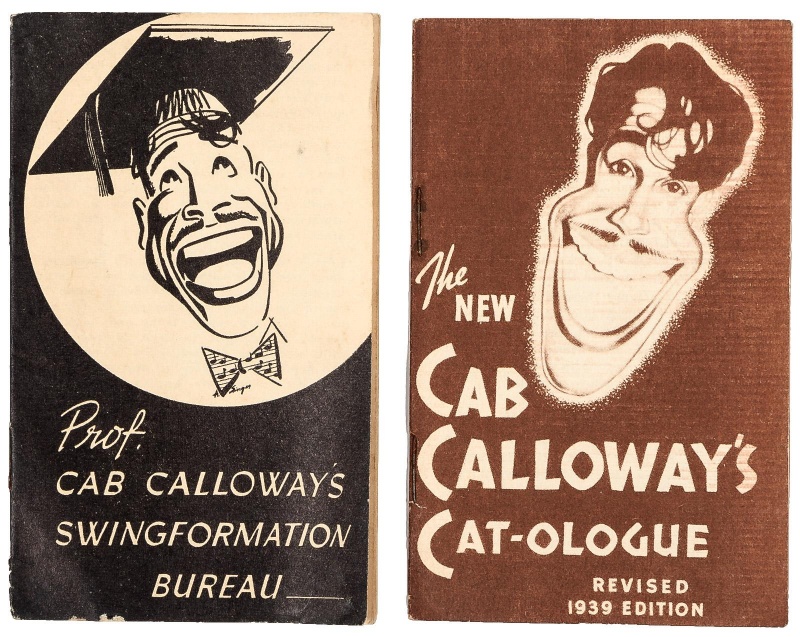 Prof.
CAB CALLOWAY'S
SWINGFORMATION
BUREAU
The
NEW
CAB
CALLOWAY'S
CAT-OLOGUE
REVISED
1939 EDITION